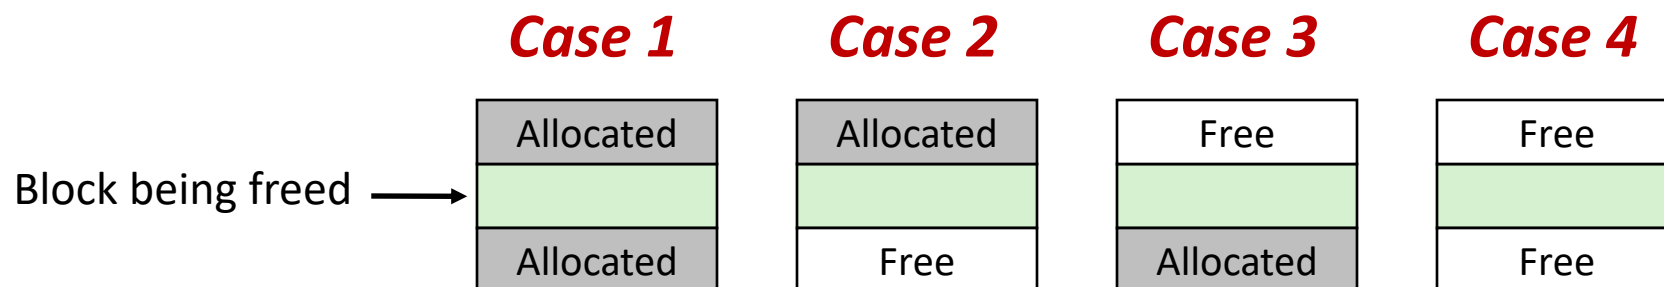 Case 1 Case 2 Case 3 Case 4
Allocated Allocated Free Free
Block being freed
Allocated Free Allocated Free